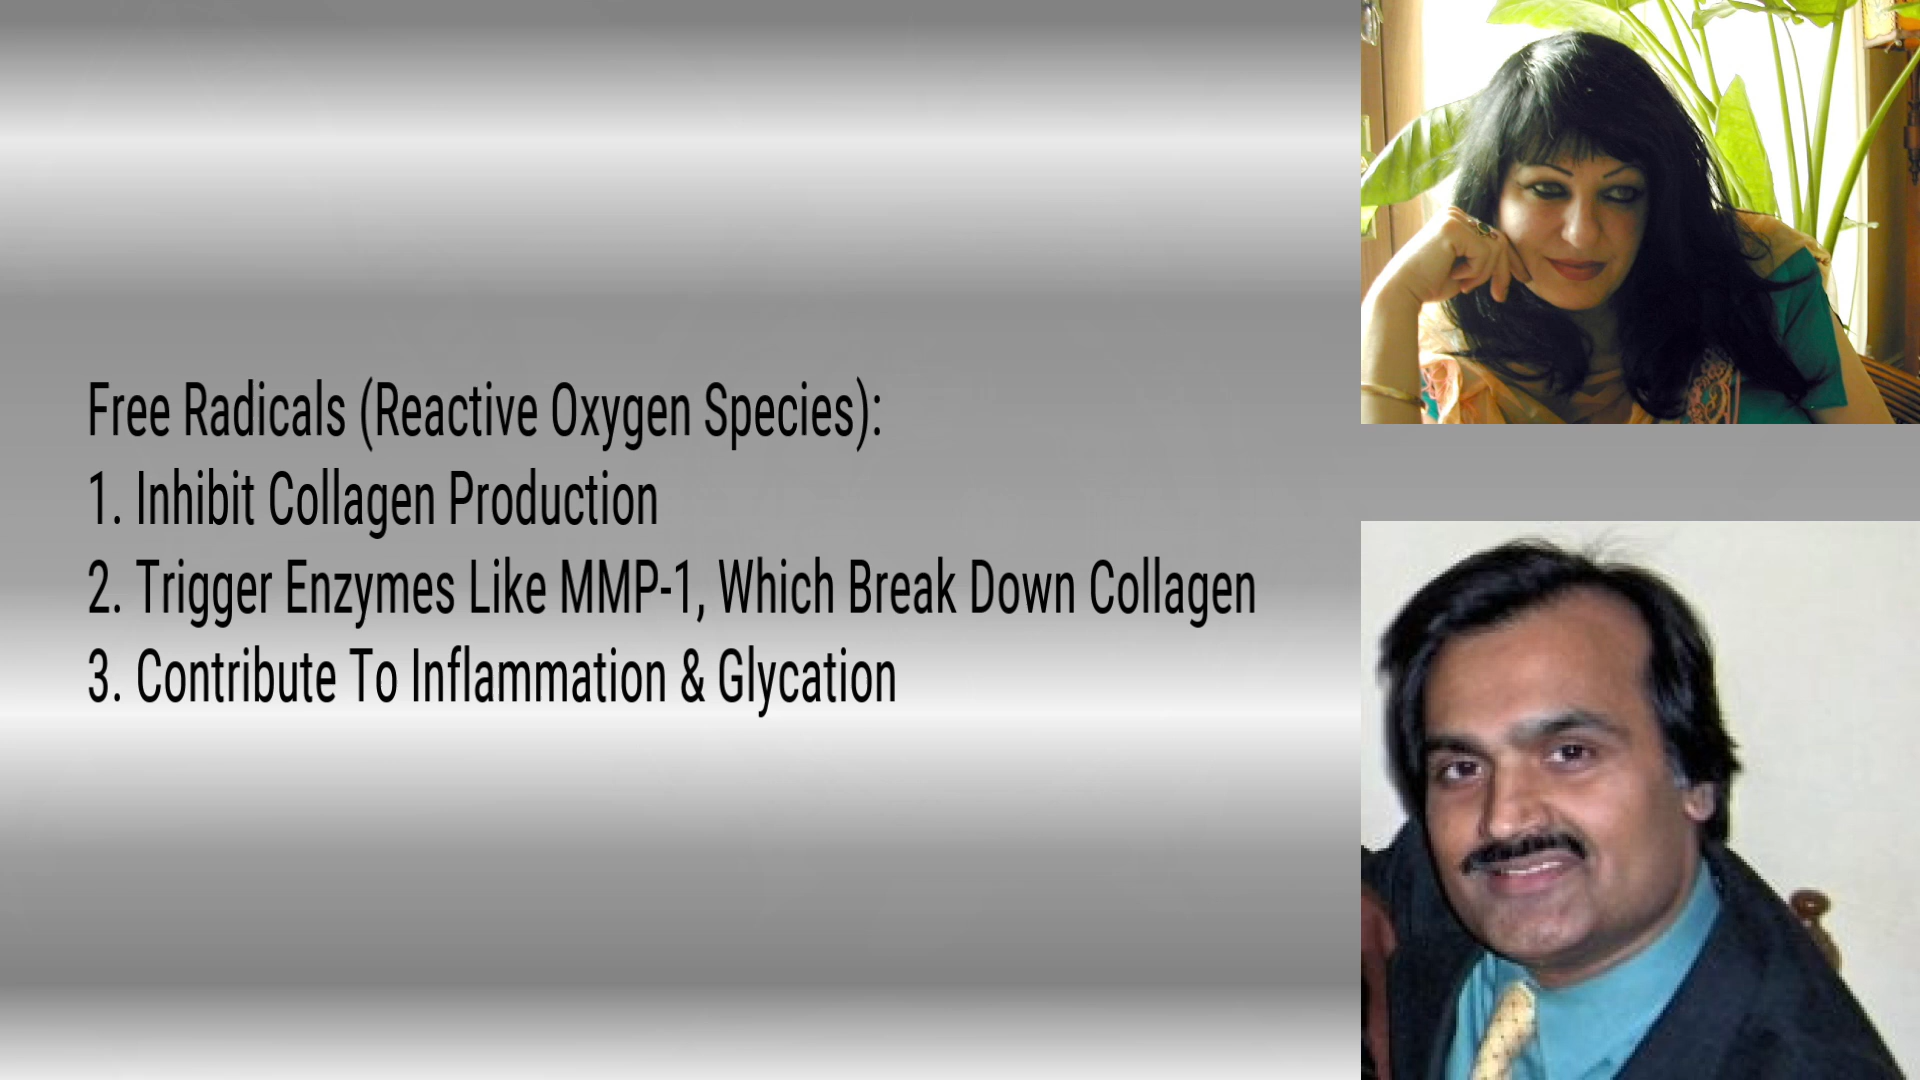 Free Radicals (Reactive Oxygen Species):
1. Inhibit Collagen Production
2. Trigger Enzymes Like MMP-1, Which Break Down Collagen
3. Contribute To Inflammation & Glycation